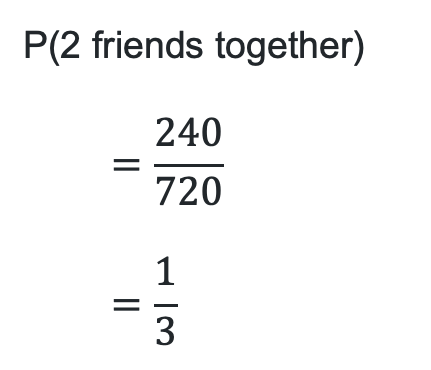 P(2 friends together)
= 240/720
= 1/3